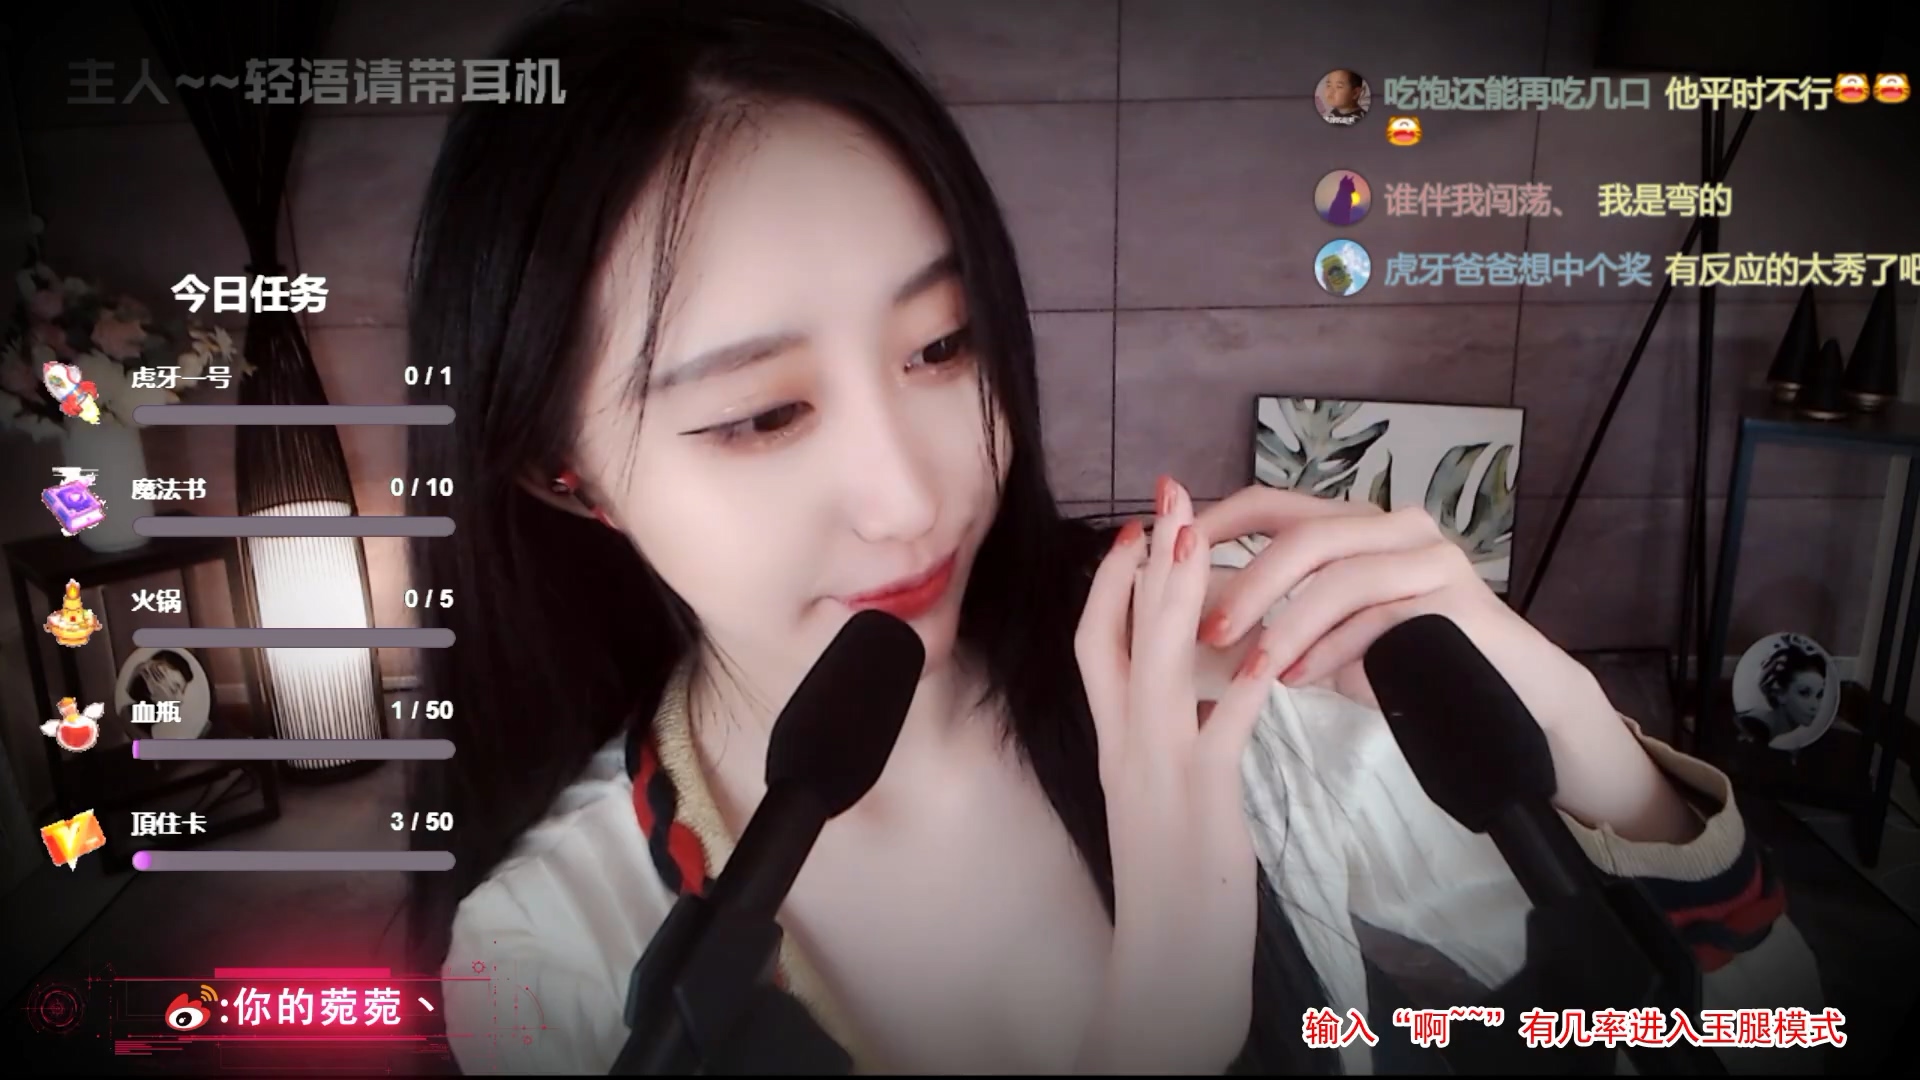 主人~~轻语请带耳机
吃饱还能再吃几口 他平时不行
谁伴我闯荡、 我是弯的
虎牙爸爸想中个奖 有反应的太秀了吧
今日任务
虎牙一号 0 / 1
魔法书 0 / 10
火锅 0 / 5
血瓶 1 / 50
頂住卡 3 / 50
:你的菀菀丶
输入“啊~~”有几率进入玉腿模式